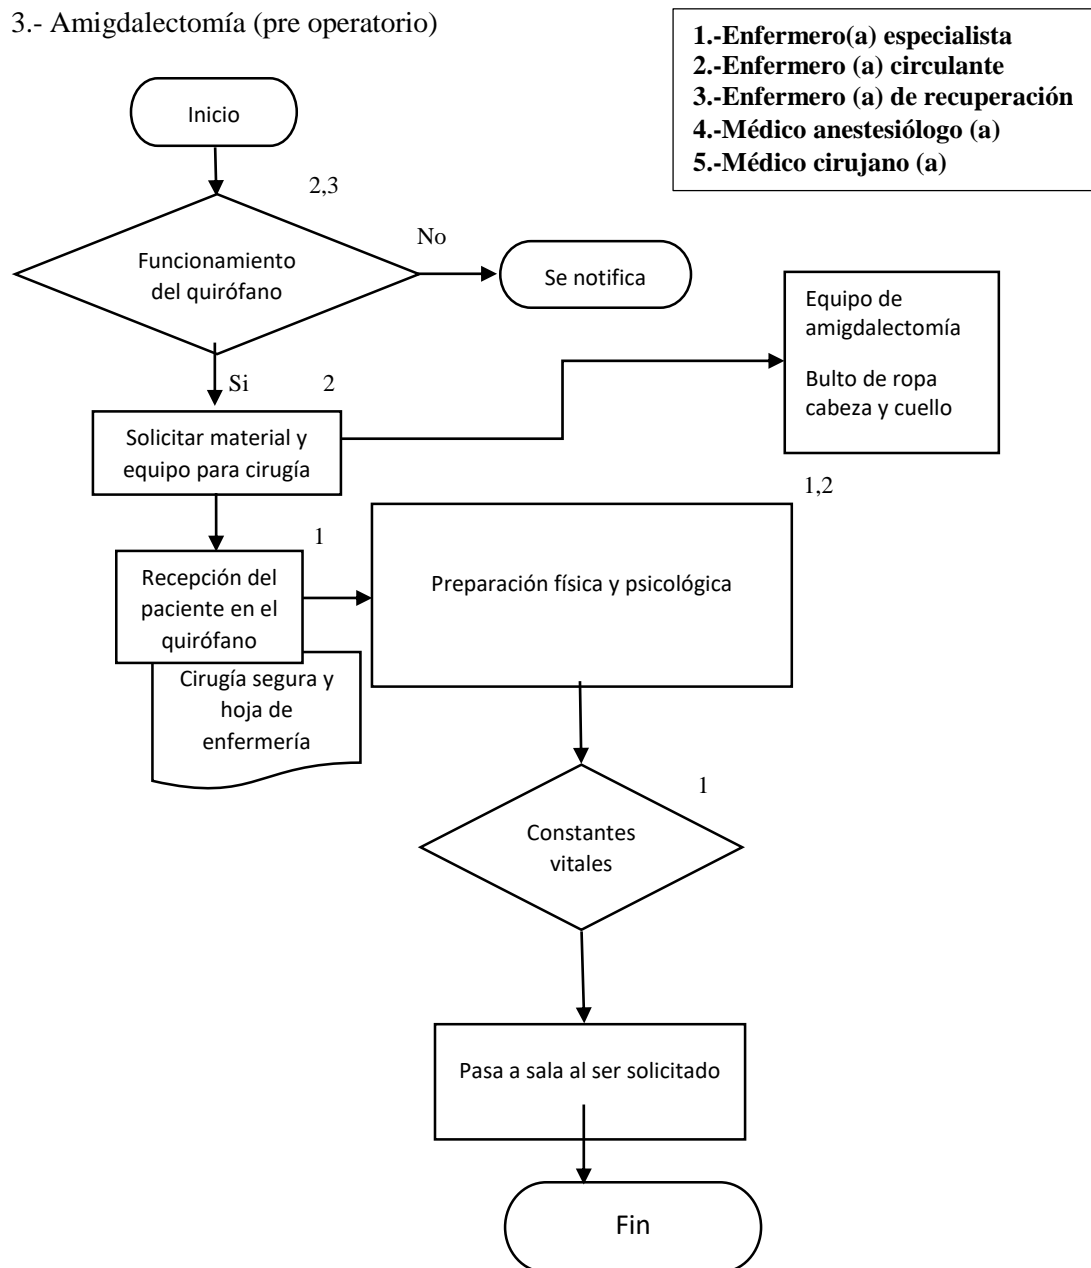 3.- Amigdalectomía (pre operatorio)
1.-Enfermero(a) especialista
2.-Enfermero (a) circulante
3.-Enfermero (a) de recuperación
4.-Médico anestesiólogo (a)
5.-Médico cirujano (a)
Inicio
2,3
Funcionamiento
del quirófano
No
Se notifica
Si
2
Solicitar material y
equipo para cirugía
Equipo de
amigdalectomía
Bulto de ropa
cabeza y cuello
1
Recepción del
paciente en el
quirófano
Cirugía segura y
hoja de
enfermería
1,2
Preparación física y psicológica
1
Constantes
vitales
Pasa a sala al ser solicitado
Fin